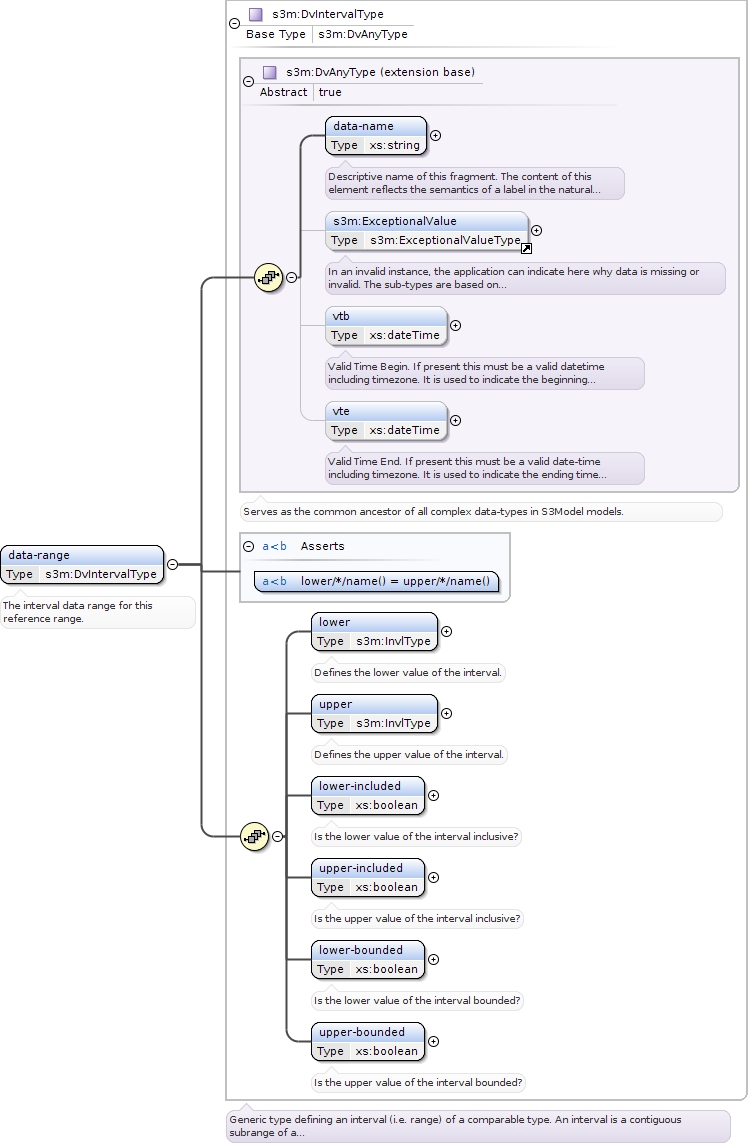 s3m:DvIntervalType
Base Type s3m:DvAnyType
s3m:DvAnyType (extension base)
Abstract true
data-name
Type xs:string
Descriptive name of this fragment. The content of this
element reflects the semantics of a label in the natural...
s3m:ExceptionalValue
Type s3m:ExceptionalValueType
In an invalid instance, the application can indicate here why data is missing or
invalid. The sub-types are based on...
vtb
Type xs:dateTime
Valid Time Begin. If present this must be a valid datetime
including timezone. It is used to indicate the beginning...
vte
Type xs:dateTime
Valid Time End. If present this must be a valid date-time
including timezone. It is used to indicate the ending time...
Serves as the common ancestor of all complex data-types in S3Model models.
data-range
Type s3m:DvIntervalType
The interval data range for this
reference range.
a<b Asserts
a<b lower/*/name() = upper/*/name()
lower
Type s3m:InvlType
Defines the lower value of the interval.
upper
Type s3m:InvlType
Defines the upper value of the interval.
lower-included
Type xs:boolean
Is the lower value of the interval inclusive?
upper-included
Type xs:boolean
Is the upper value of the interval inclusive?
lower-bounded
Type xs:boolean
Is the lower value of the interval bounded?
upper-bounded
Type xs:boolean
Is the upper value of the interval bounded?
Generic type defining an interval (i.e. range) of a comparable type. An interval is a contiguous
subrange of a...